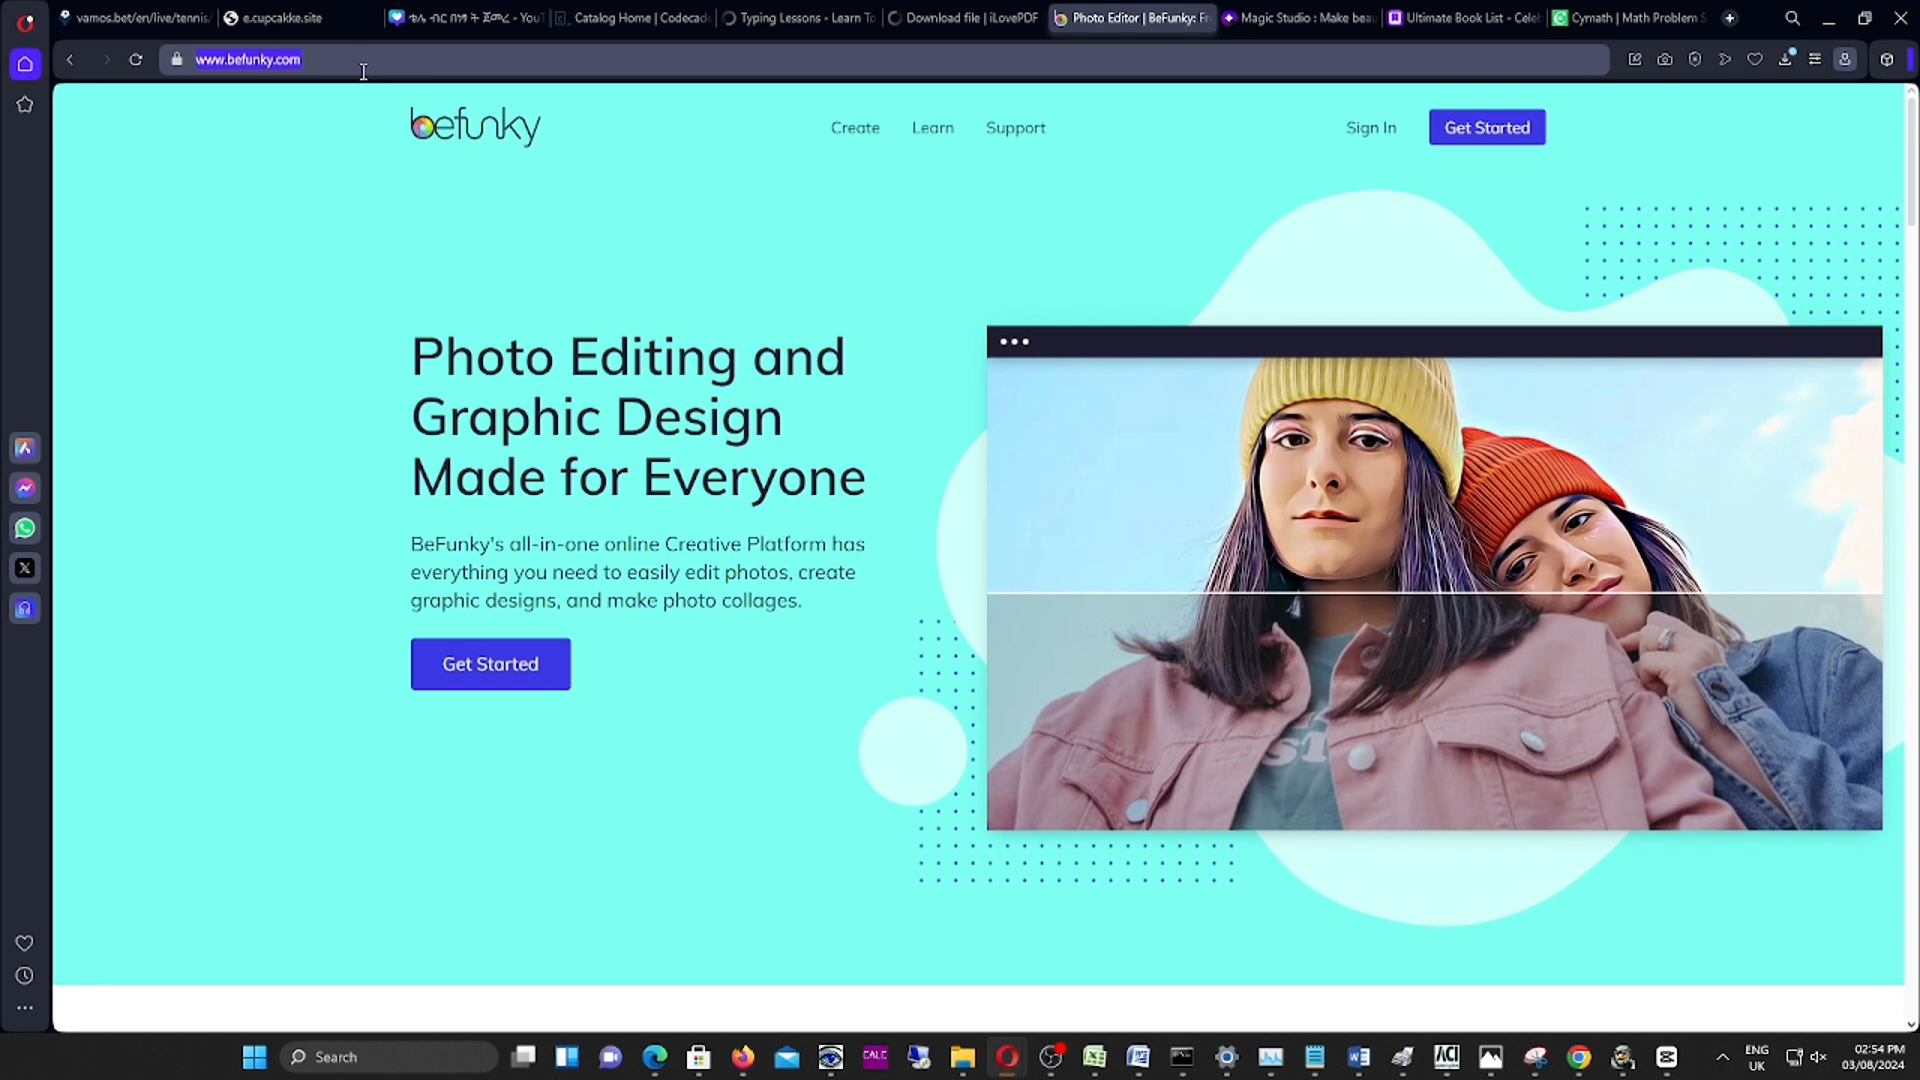 vamos.bet/en/live/tennis/
e.cupcakke.site
Catalog Home | Codecad
Typing Lessons - Learn To
Download file | iLovePDF
Photo Editor | BeFunky: Fr
Magic Studio : Make beau
Ultimate Book List - Celeb
Cymath | Math Problem S
www.befunky.com
befunky
Create
Learn
Support
Sign In
Get Started
Photo Editing and
Graphic Design
Made for Everyone
BeFunky's all-in-one online Creative Platform has
everything you need to easily edit photos, create
graphic designs, and make photo collages.
Get Started
Search
CALC
ACI
ENG
UK
02:54 PM
03/08/2024